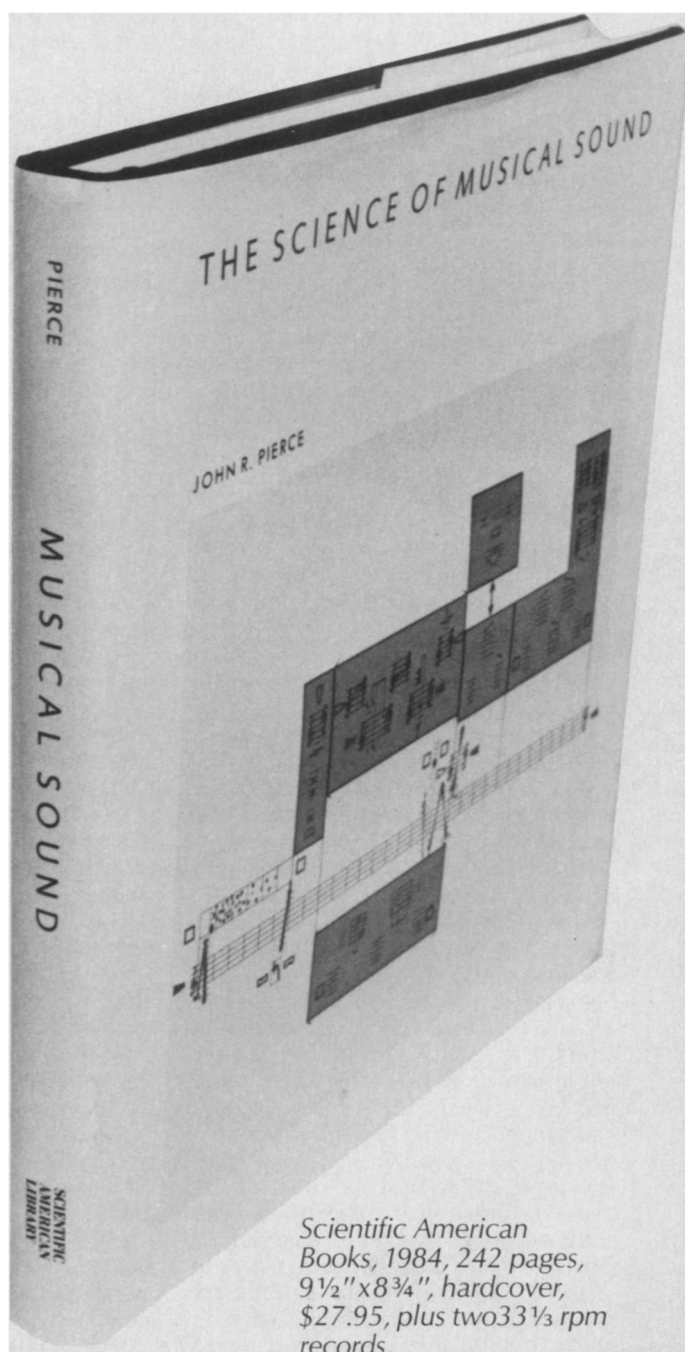 THE SCIENCE OF MUSICAL SOUND
JOHN R. PIERCE
PIERCE
MUSICAL SOUND
SCIENTIFIC
AMERICAN
LIBRARY
Scientific American
Books, 1984, 242 pages,
9½"x8¾", hardcover,
$27.95, plus two33⅓ rpm
records